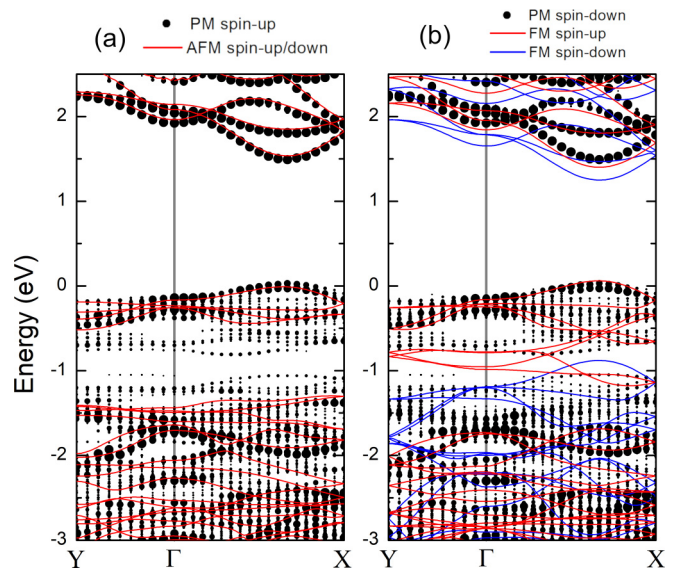 (a)
PM spin-up
AFM spin-up/down
(b)
PM spin-down
FM spin-up
FM spin-down
Energy (eV)
2
1
0
-1
-2
-3
Y
Γ
X
2
1
0
-1
-2
-3
Y
Γ
X